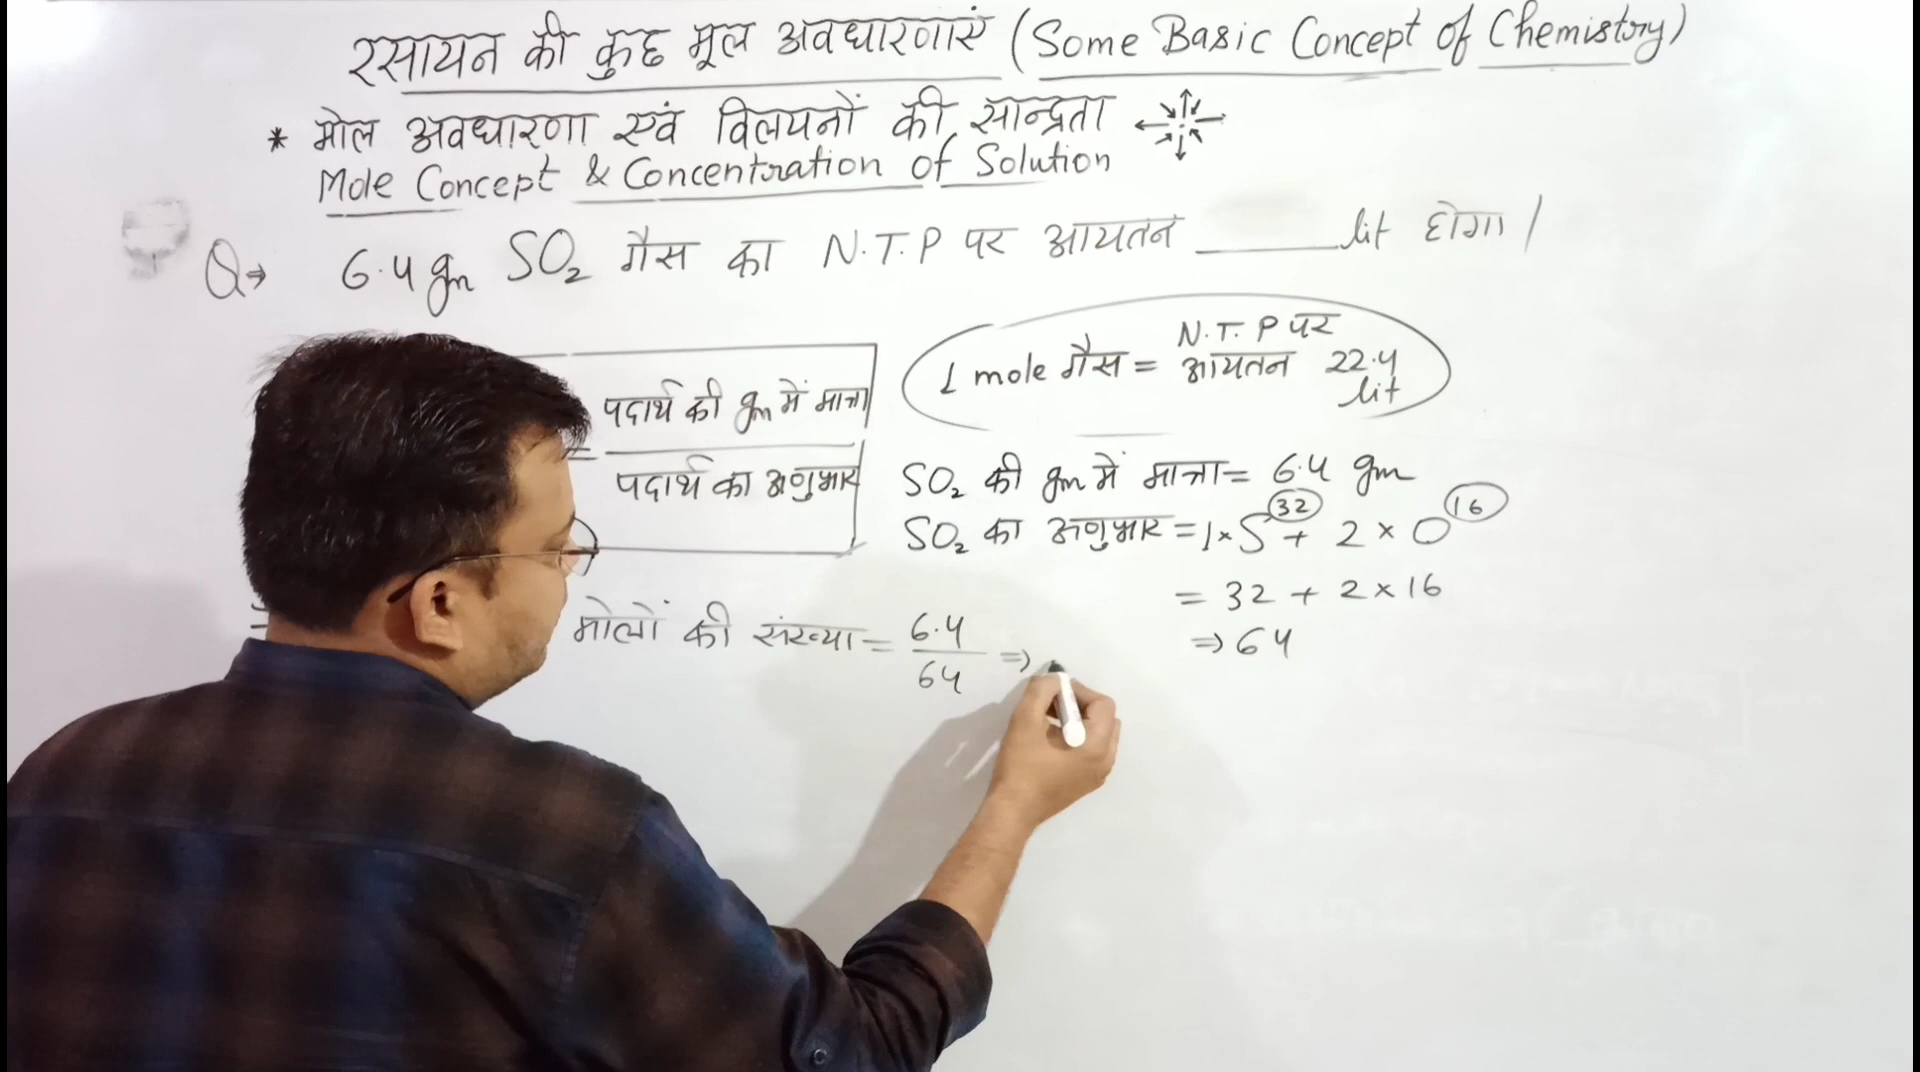 रसायन की कुछ मूल अवधारणाएं (Some Basic Concept of Chemistry)
* मोल अवधारणा एवं विलयनों की सान्द्रता
Mole Concept & Concentration of Solution
Q⇒ 6.4 gm SO₂ गैस का N.T.P पर आयतन ______ lit होगा।
1 mole गैस = N.T.P पर आयतन 22.4 lit
= पदार्थ की gm में मात्रा
पदार्थ का अणुभार
SO₂ की gm में मात्रा = 6.4 gm
SO₂ का अणुभार = 1×S 32 + 2 × O 16
= 32 + 2×16
⇒ 64
मोलों की संख्या = 6.4 / 64 ⇒